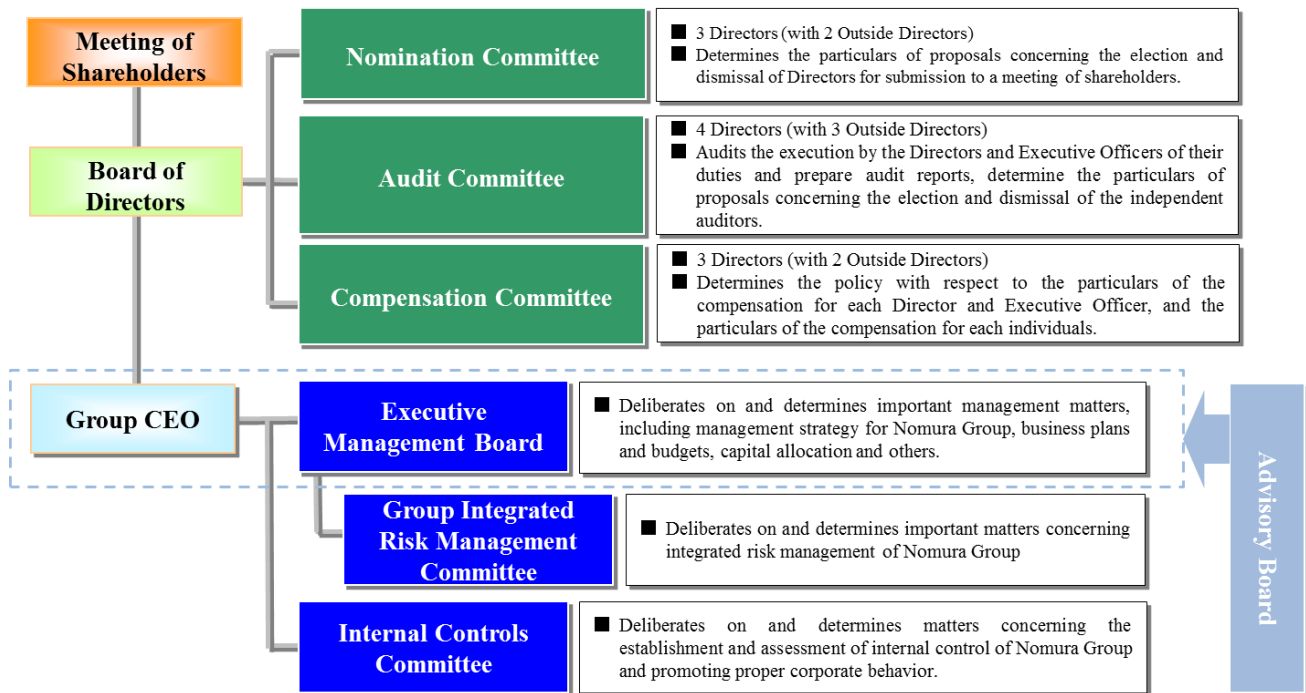 Meeting of
Shareholders
Nomination Committee
■ 3 Directors (with 2 Outside Directors)
■ Determines the particulars of proposals concerning the election and
dismissal of Directors for submission to a meeting of shareholders.
Board of
Directors
Audit Committee
■ 4 Directors (with 3 Outside Directors)
■ Audits the execution by the Directors and Executive Officers of their
duties and prepare audit reports, determine the particulars of
proposals concerning the election and dismissal of the independent
auditors.
Compensation Committee
■ 3 Directors (with 2 Outside Directors)
■ Determines the policy with respect to the particulars of the
compensation for each Director and Executive Officer, and the
particulars of the compensation for each individuals.
Group CEO
Executive
Management Board
■ Deliberates on and determines important management matters,
including management strategy for Nomura Group, business plans
and budgets, capital allocation and others.
Group Integrated
Risk Management
Committee
■ Deliberates on and determines important matters concerning
integrated risk management of Nomura Group
Internal Controls
Committee
■ Deliberates on and determines matters concerning the
establishment and assessment of internal control of Nomura Group
and promoting proper corporate behavior.
Advisory Board